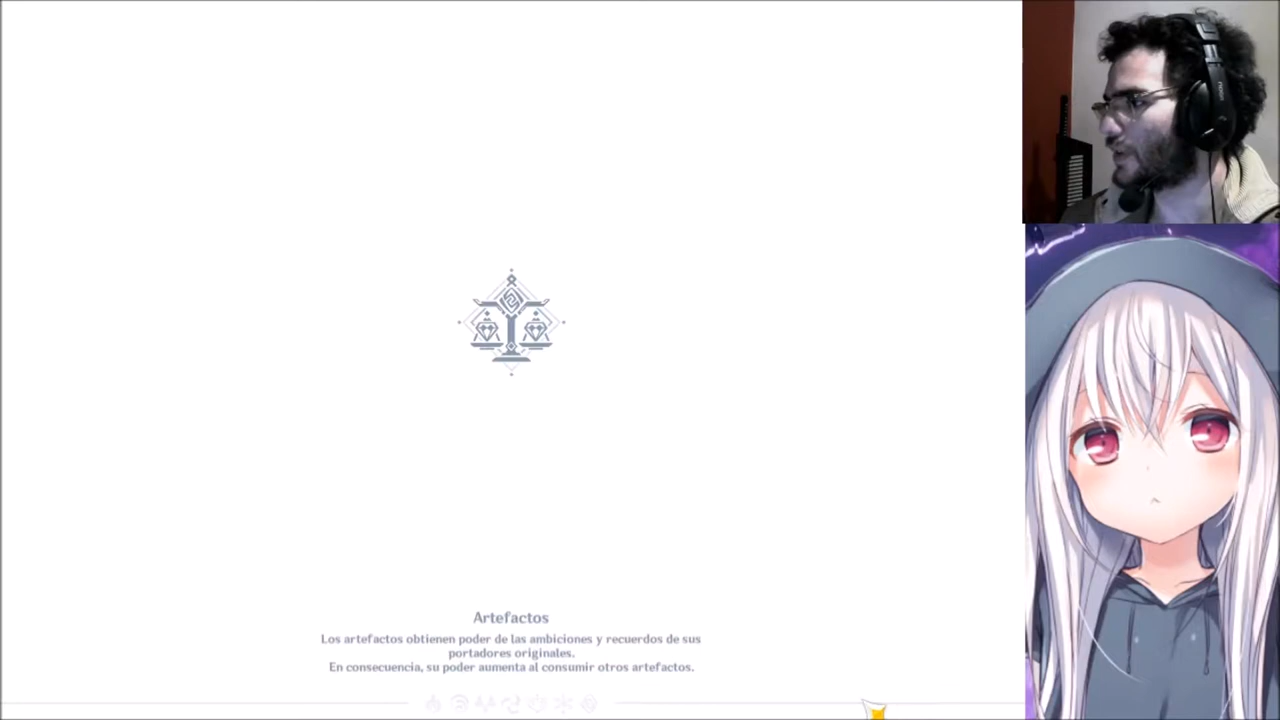 Artefactos
Los artefactos obtienen poder de las ambiciones y recuerdos de sus
portadores originales.
En consecuencia, su poder aumenta al consumir otros artefactos.